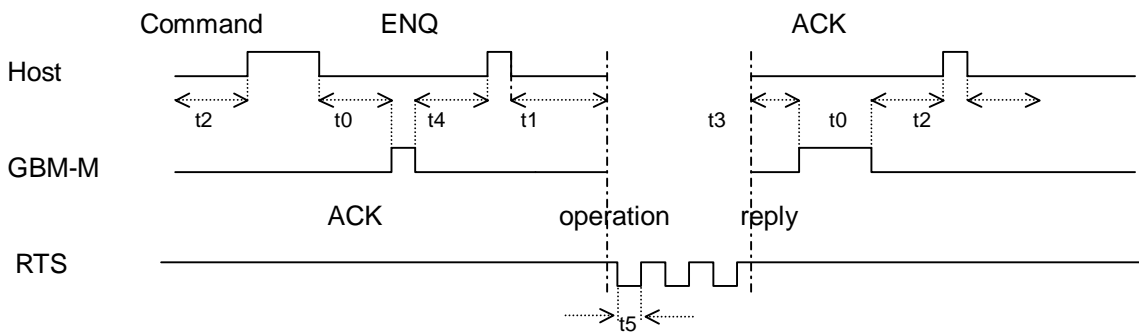 Command ENQ ACK
Host
t2 t0 t4 t1 t3 t0 t2
GBM-M
ACK operation reply
RTS
t5